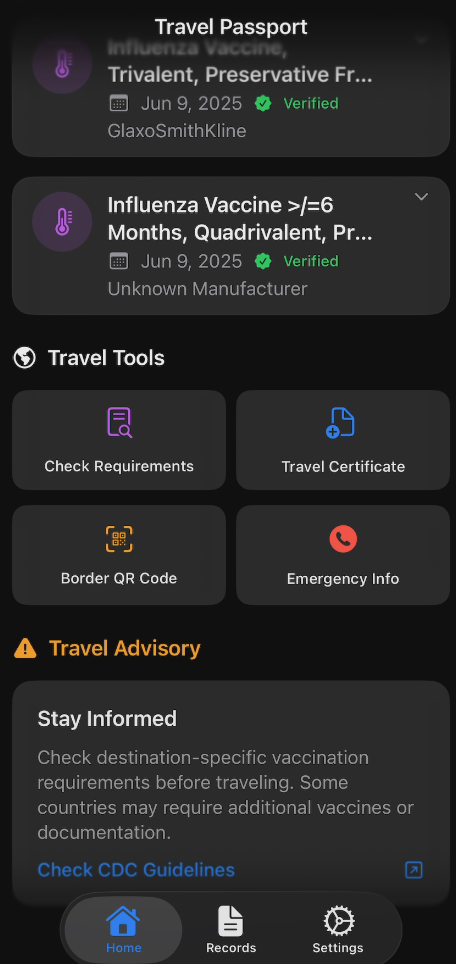 Travel Passport
Influenza Vaccine,
Trivalent, Preservative Fr...
Jun 9, 2025 Verified
GlaxoSmithKline
Influenza Vaccine >/=6
Months, Quadrivalent, Pr...
Jun 9, 2025 Verified
Unknown Manufacturer
Travel Tools
Check Requirements
Travel Certificate
Border QR Code
Emergency Info
Travel Advisory
Stay Informed
Check destination-specific vaccination
requirements before traveling. Some
countries may require additional vaccines or
documentation.
Check CDC Guidelines
Home
Records
Settings